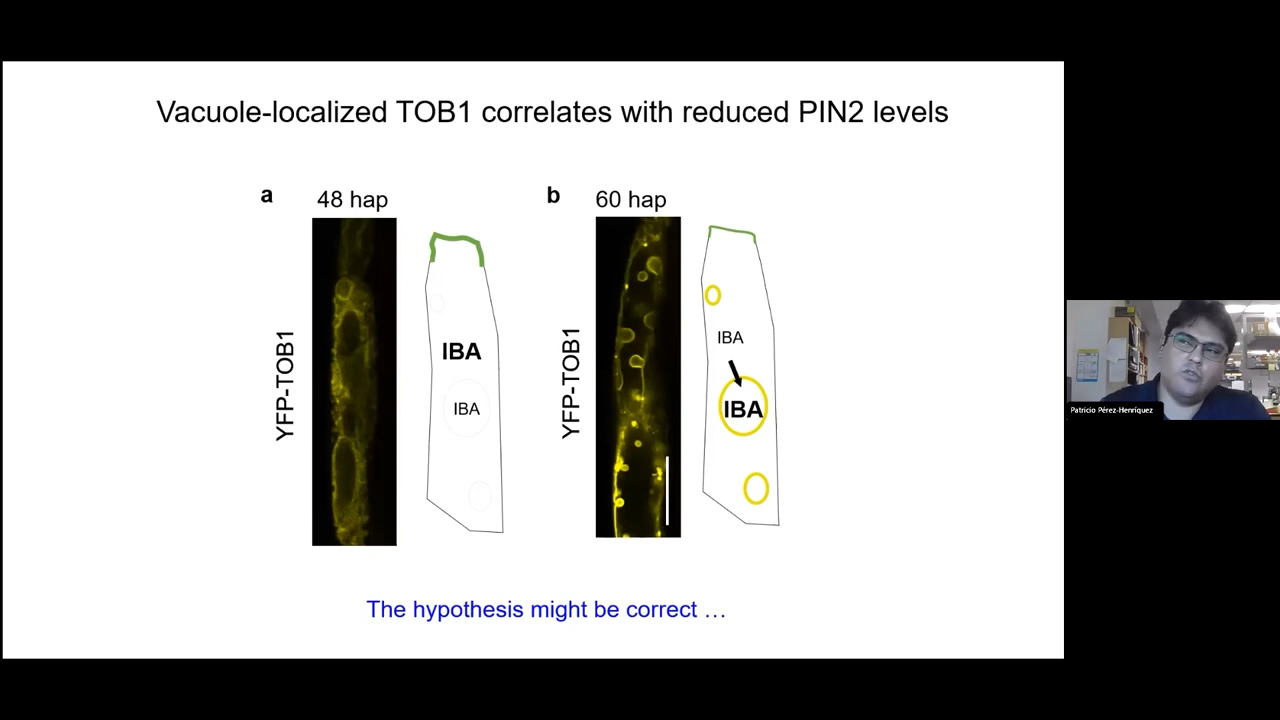 Vacuole-localized TOB1 correlates with reduced PIN2 levels
a
48 hap
YFP-TOB1
IBA
IBA
b
60 hap
YFP-TOB1
IBA
IBA
The hypothesis might be correct …
Patricio Pérez-Henríquez